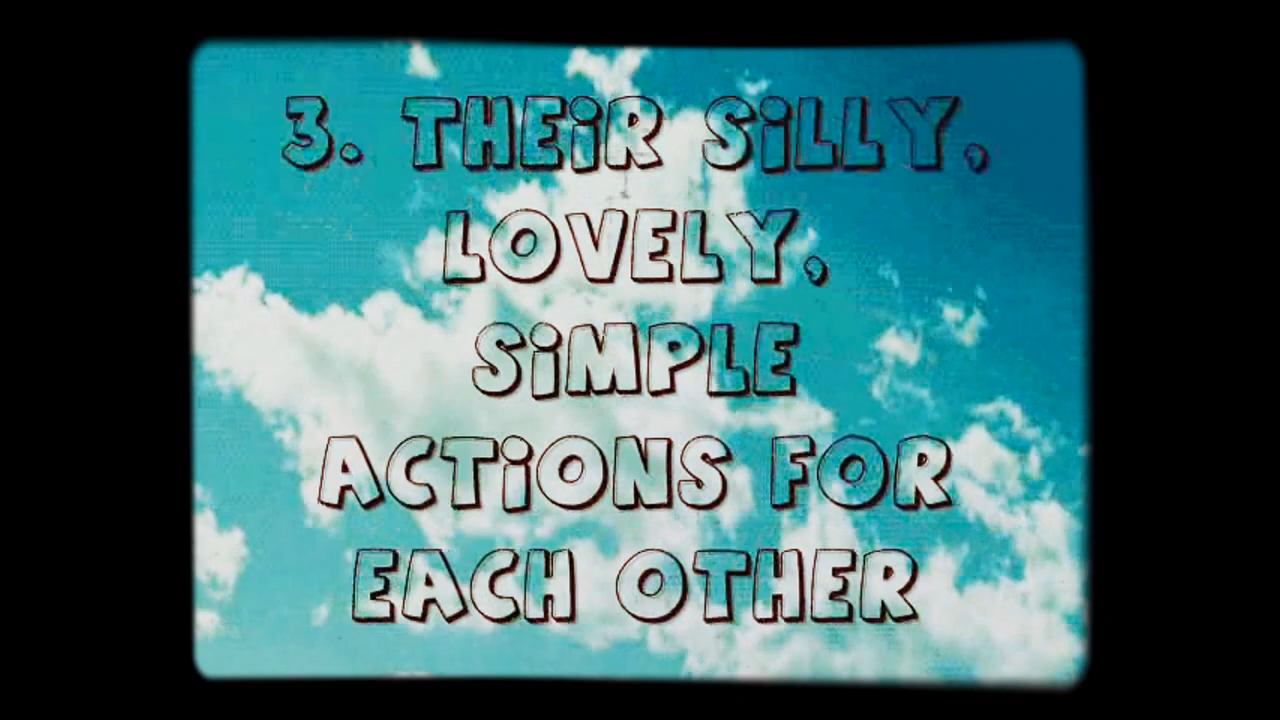 3. THEiR SiLLY,
LOVELY,
SiMPLE
ACTiONS FOR
EACH OTHER